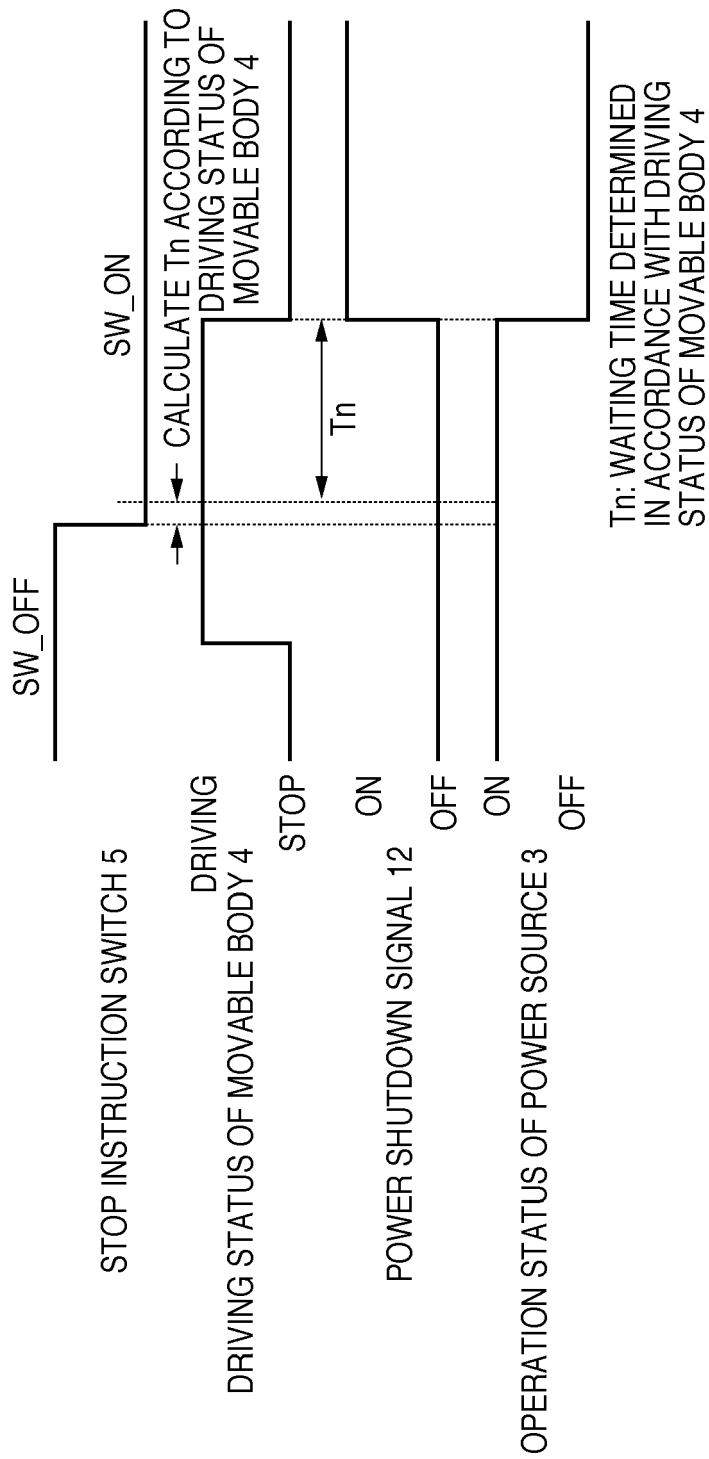 STOP INSTRUCTION SWITCH 5
SW_OFF
SW_ON
CALCULATE Tn ACCORDING TO
DRIVING STATUS OF
MOVABLE BODY 4
DRIVING
DRIVING STATUS OF MOVABLE BODY 4
STOP
Tn
ON
POWER SHUTDOWN SIGNAL 12
OFF
ON
OPERATION STATUS OF POWER SOURCE 3
OFF
Tn: WAITING TIME DETERMINED
IN ACCORDANCE WITH DRIVING
STATUS OF MOVABLE BODY 4